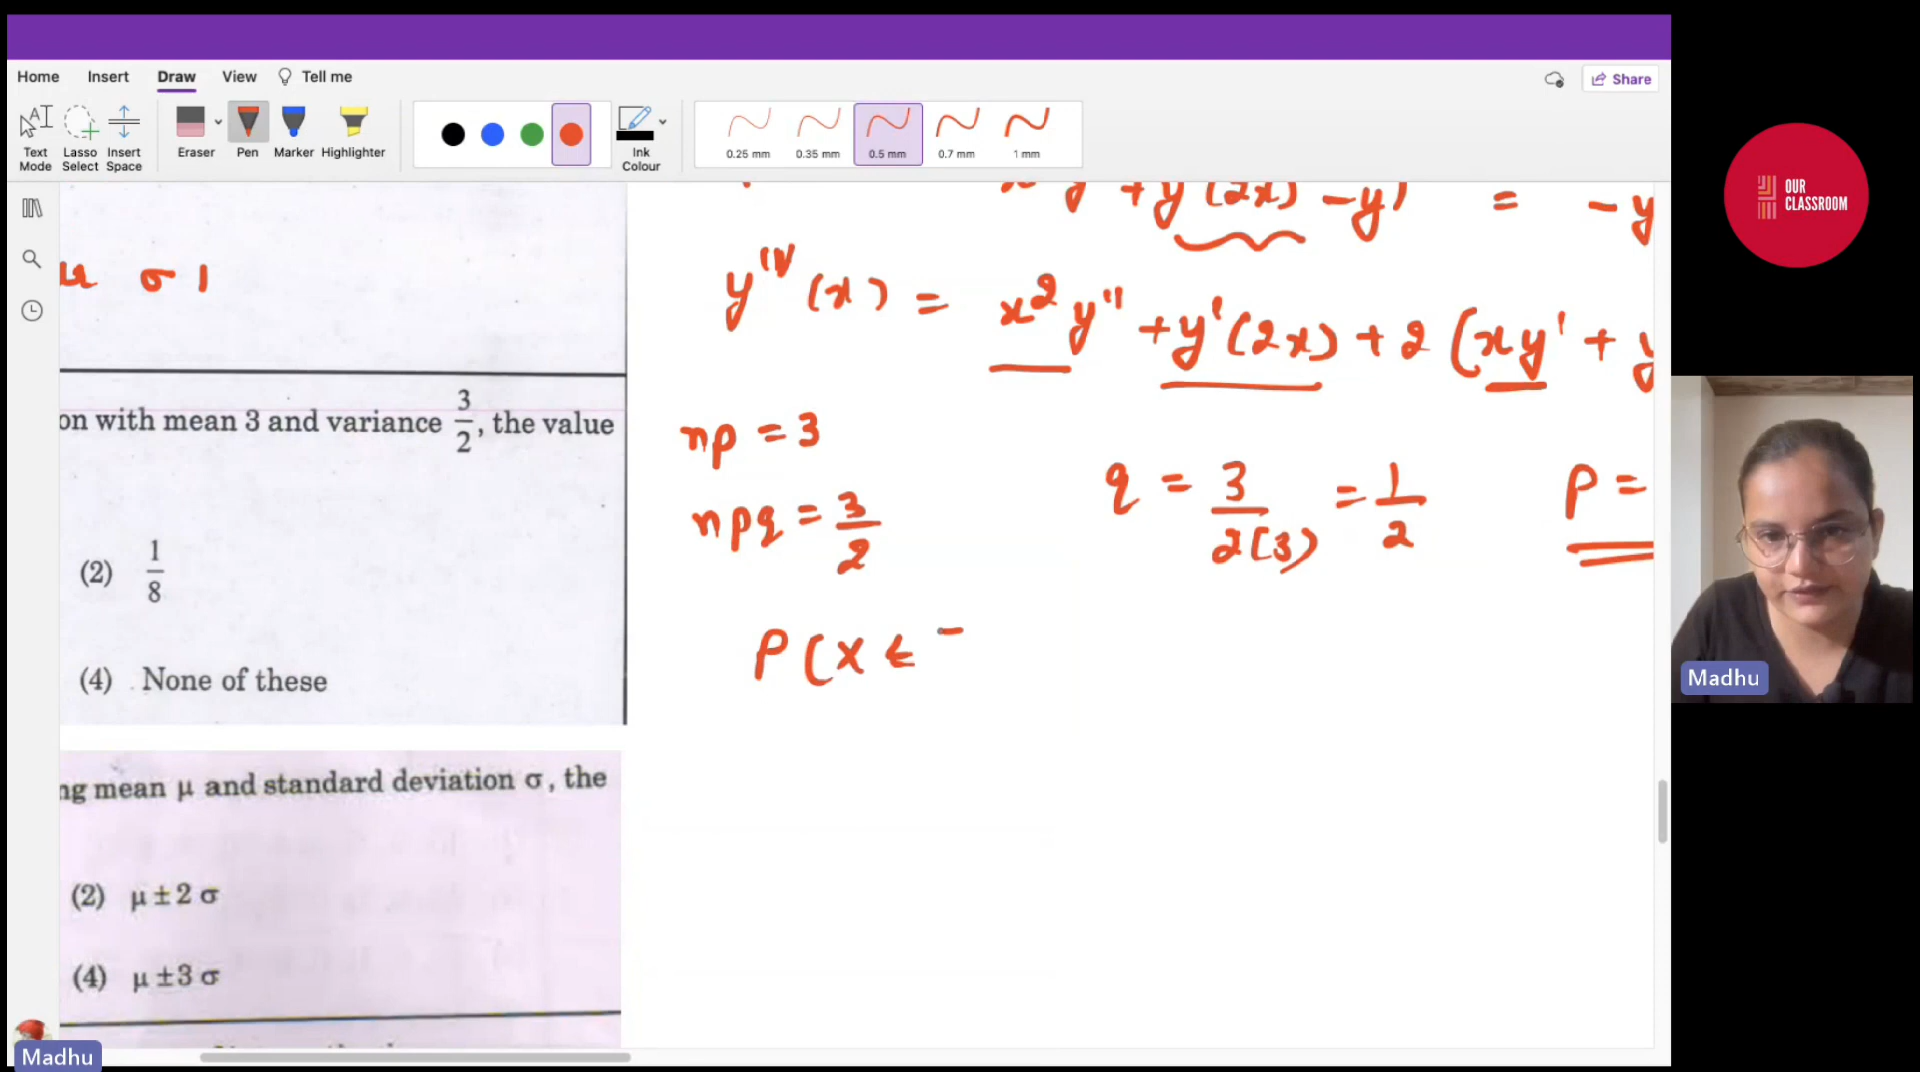 Home Insert Draw View Tell me
Share
Text Mode
Lasso Select
Insert Space
Eraser
Pen
Marker
Highlighter
Ink Colour
0.25 mm
0.35 mm
0.5 mm
0.7 mm
1 mm
OUR CLASSROOM
+ y (2x) - y) = - y
σ 1
y''' (x) = x² y'' + y' (2x) + 2 (xy' + y
on with mean 3 and variance 3/2, the value
np = 3
npq = 3/2
q = 3/2(3) = 1/2
P =
(2) 1/8
P (X ≤
(4) None of these
Madhu
ng mean μ and standard deviation σ, the
(2) μ ± 2 σ
(4) μ ± 3 σ
Madhu